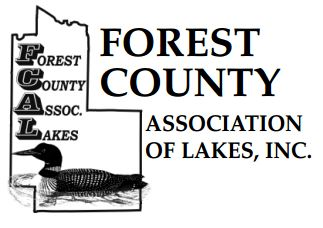 FOREST
COUNTY
ASSOC.
LAKES
FOREST
COUNTY
ASSOCIATION
OF LAKES, INC.